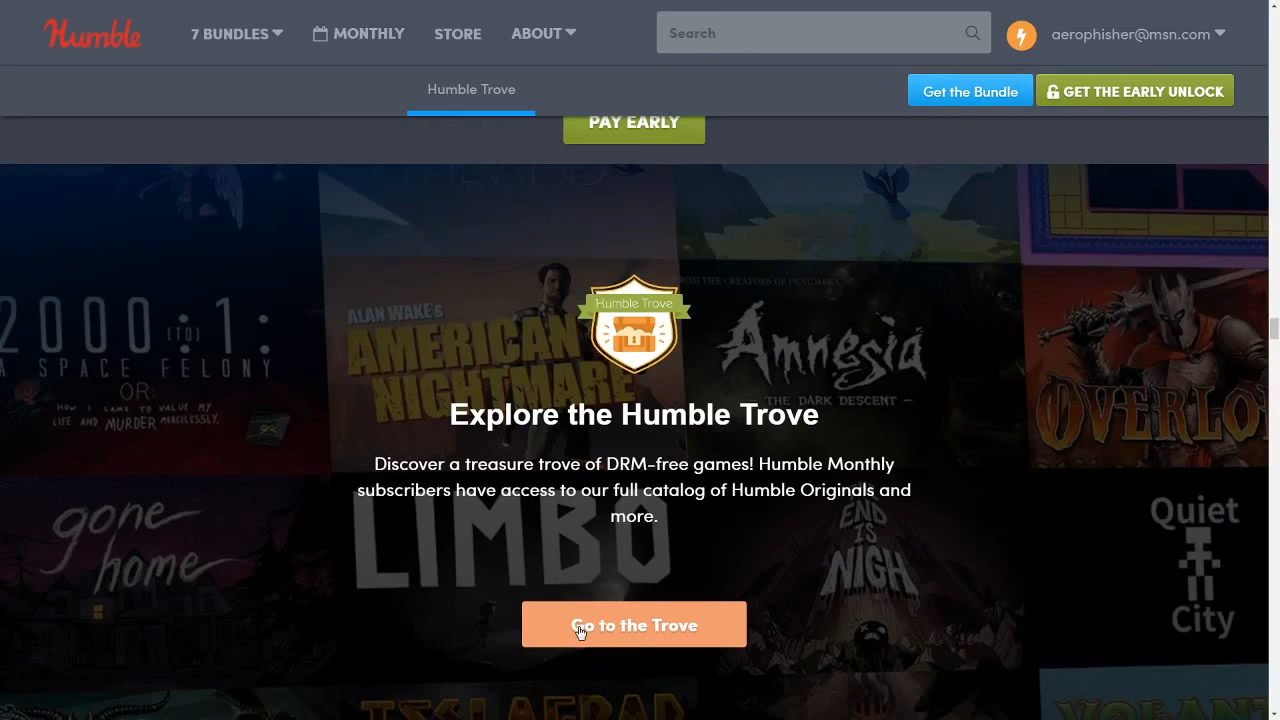 Humble
7 BUNDLES
MONTHLY
STORE
ABOUT
Search
aerophisher@msn.com
Humble Trove
Get the Bundle
GET THE EARLY UNLOCK
PAY EARLY
2000:1:
[TO]
A SPACE FELONY
OR:
HOW I CAME TO VALUE MY
LIFE AND MURDER MERCILESSLY.
ALAN WAKE'S
AMERICAN
NIGHTMARE
Humble Trove
FROM THE CREATORS OF PENUMBRA
Amnesia
- THE DARK DESCENT -
OVERLO
Explore the Humble Trove
Discover a treasure trove of DRM-free games! Humble Monthly
subscribers have access to our full catalog of Humble Originals and
more.
gone
home
LIMBO
END
IS
NIGH
Quiet
City
Go to the Trove